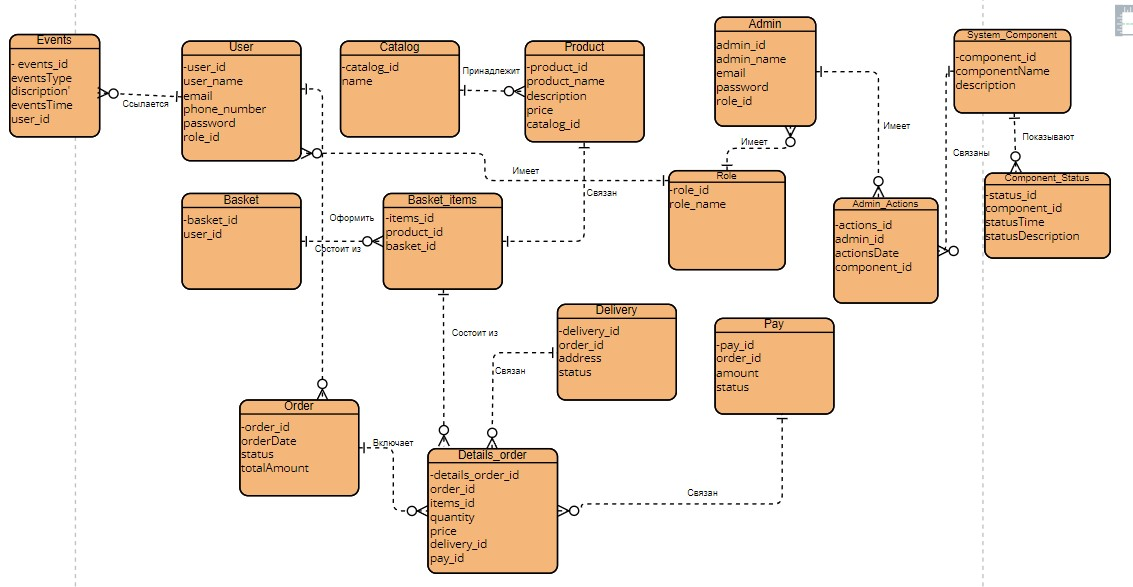 Events
- events_id
eventsType
discription'
eventsTime
user_id
Ссылается
User
-user_id
user_name
email
phone_number
password
role_id
Catalog
-catalog_id
name
Принадлежит
Product
-product_id
product_name
description
price
catalog_id
Admin
admin_id
admin_name
email
password
role_id
Имеет
Имеет
System_Component
-component_id
componentName
description
Связаны
Показывают
Имеет
Связан
Role
-role_id
role_name
Component_Status
-status_id
component_id
statusTime
statusDescription
Basket
-basket_id
user_id
Оформить
Состоит из
Basket_items
-items_id
product_id
basket_id
Admin_Actions
-actions_id
admin_id
actionsDate
component_id
Состоит из
Delivery
-delivery_id
order_id
address
status
Связан
Pay
-pay_id
order_id
amount
status
Order
-order_id
orderDate
status
totalAmount
Включает
Details_order
-details_order_id
order_id
items_id
quantity
price
delivery_id
pay_id
Связан